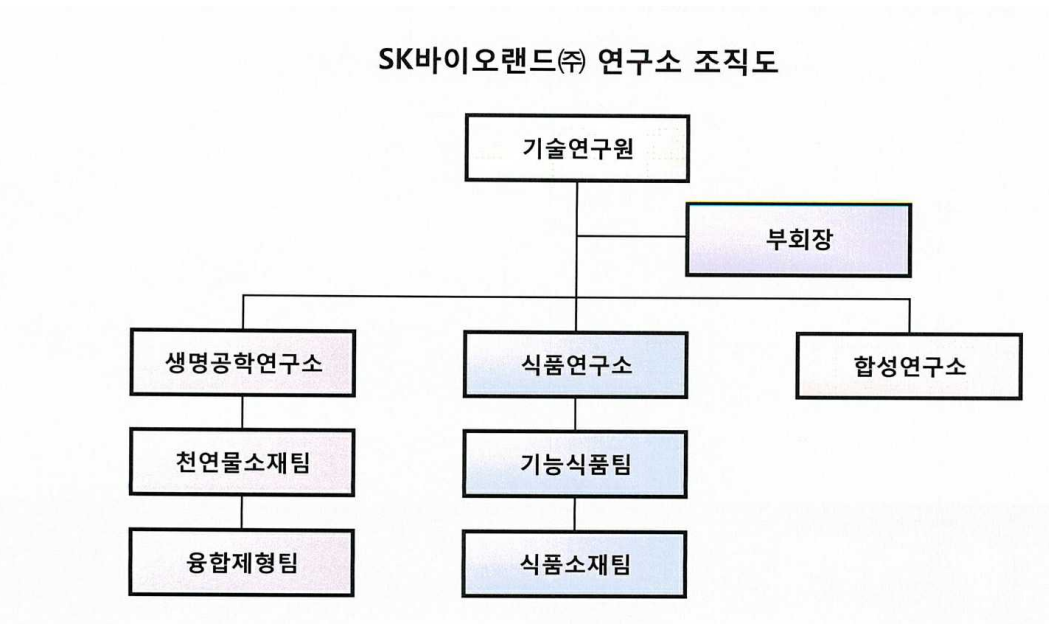 SK바이오랜드㈜ 연구소 조직도
기술연구원
부회장
생명공학연구소
식품연구소
합성연구소
천연물소재팀
기능식품팀
융합제형팀
식품소재팀